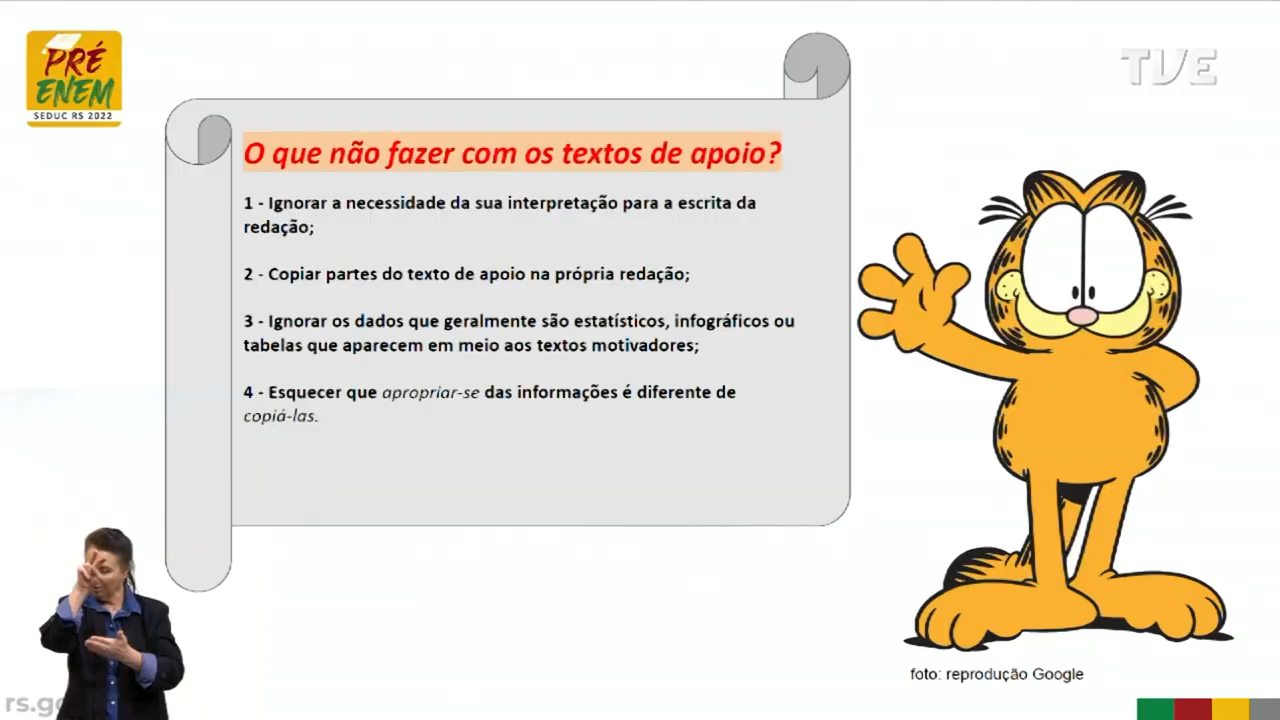 PRÉ
ENEM
SEDUC RS 2022
TVE
O que não fazer com os textos de apoio?
1 - Ignorar a necessidade da sua interpretação para a escrita da
redação;
2 - Copiar partes do texto de apoio na própria redação;
3 - Ignorar os dados que geralmente são estatísticos, infográficos ou
tabelas que aparecem em meio aos textos motivadores;
4 - Esquecer que apropriar-se das informações é diferente de
copiá-las.
foto: reprodução Google